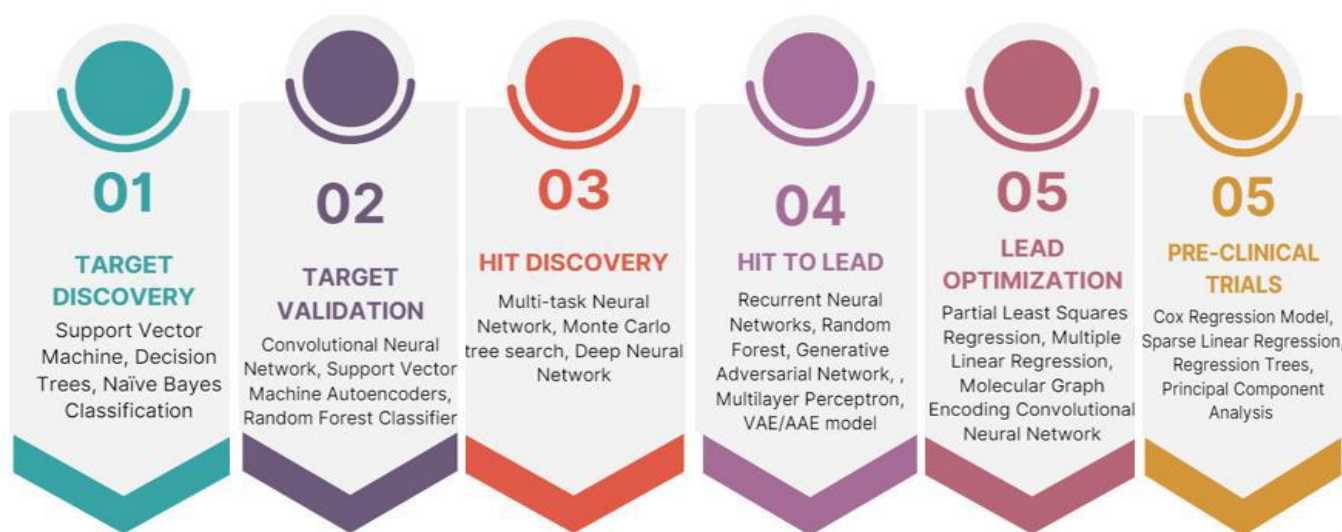 01
TARGET
DISCOVERY
Support Vector
Machine, Decision
Trees, Naïve Bayes
Classification
02
TARGET
VALIDATION
Convolutional Neural
Network, Support Vector
Machine Autoencoders,
Random Forest Classifier
03
HIT DISCOVERY
Multi-task Neural
Network, Monte Carlo
tree search, Deep Neural
Network
04
HIT TO LEAD
Recurrent Neural
Networks, Random
Forest, Generative
Adversarial Network, ,
Multilayer Perceptron,
VAE/AAE model
05
LEAD
OPTIMIZATION
Partial Least Squares
Regression, Multiple
Linear Regression,
Molecular Graph
Encoding Convolutional
Neural Network
05
PRE-CLINICAL
TRIALS
Cox Regression Model,
Sparse Linear Regression,
Regression Trees,
Principal Component
Analysis